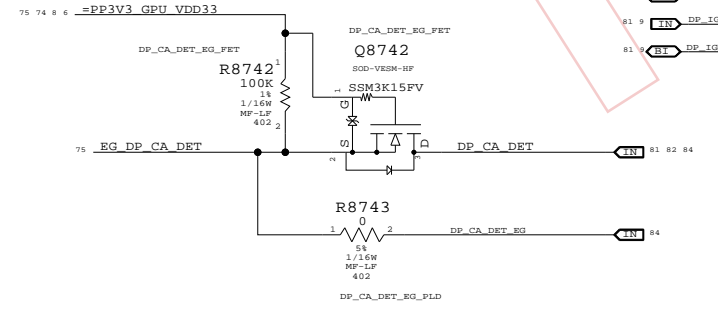 75 74 8 6 =PP3V3_GPU_VDD33
81 9 IN DP_IG
DP_CA_DET_EG_FET
DP_CA_DET_EG_FET
81 9 BI DP_IG
Q8742
SOD-VESM-HF
R8742
1
100K
1%
1/16W
MF-LF
402
2
SSM3K15FV
1
G
S
D
2
3
75 EG_DP_CA_DET
DP_CA_DET
IN 81 82 84
R8743
0
1
2
DP_CA_DET_EG
IN 84
5%
1/16W
MF-LF
402
DP_CA_DET_EG_PLD